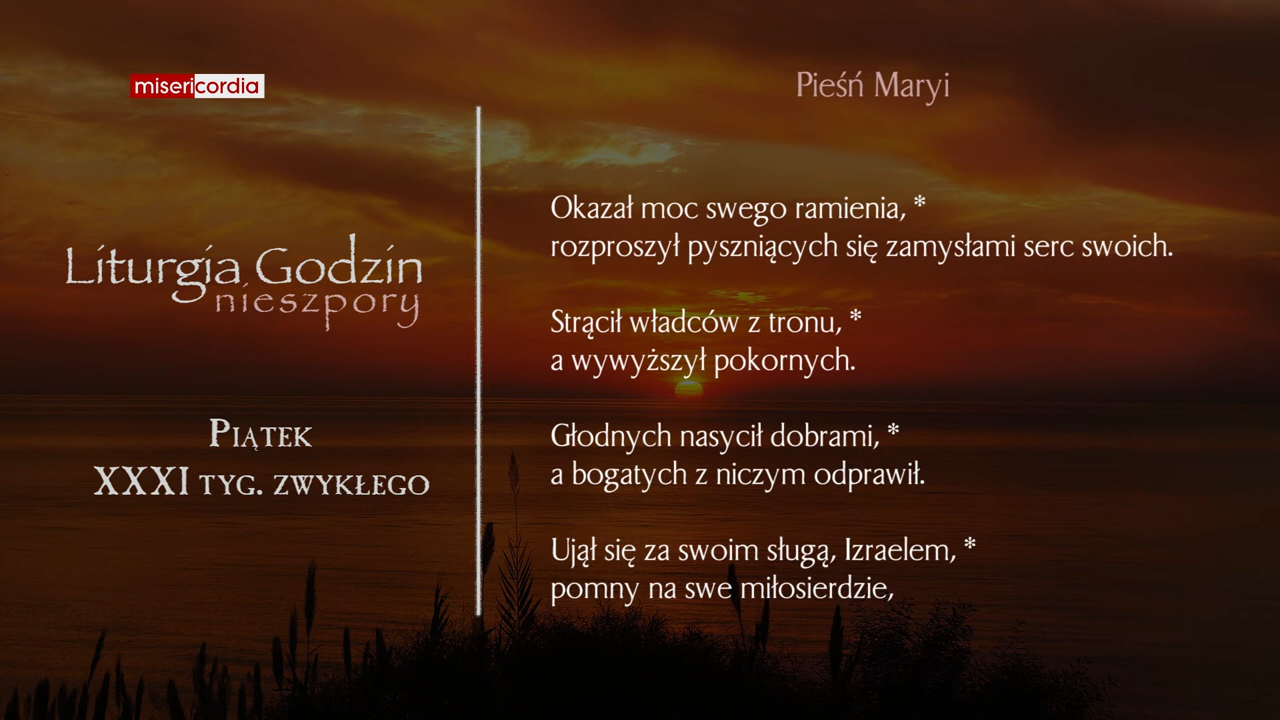 misericordia
Liturgia Godzin
nieszpory
Piątek
XXXI tyg. zwykłego
Pieśń Maryi
Okazał moc swego ramienia, *
rozproszył pyszniących się zamysłami serc swoich.
Strącił władców z tronu, *
a wywyższył pokornych.
Głodnych nasycił dobrami, *
a bogatych z niczym odprawił.
Ujął się za swoim sługą, Izraelem, *
pomny na swe miłosierdzie,